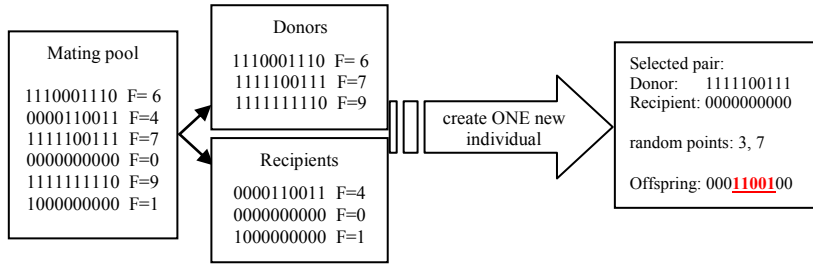 Mating pool
1110001110 F= 6
0000110011 F=4
1111100111 F=7
0000000000 F=0
1111111110 F=9
1000000000 F=1
Donors
1110001110 F= 6
1111100111 F=7
1111111110 F=9
Recipients
0000110011 F=4
0000000000 F=0
1000000000 F=1
create ONE new
individual
Selected pair:
Donor: 1111100111
Recipient: 0000000000
random points: 3, 7
Offspring: 0001100100